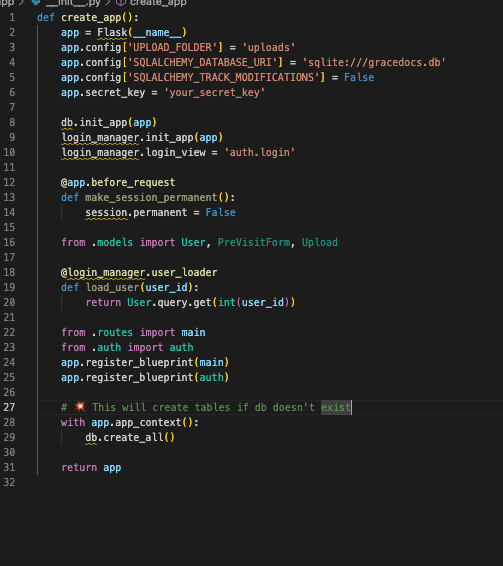 app > __init__.py > create_app
1 def create_app():
2 app = Flask(__name__)
3 app.config['UPLOAD_FOLDER'] = 'uploads'
4 app.config['SQLALCHEMY_DATABASE_URI'] = 'sqlite:///gracedocs.db'
5 app.config['SQLALCHEMY_TRACK_MODIFICATIONS'] = False
6 app.secret_key = 'your_secret_key'
7
8 db.init_app(app)
9 login_manager.init_app(app)
10 login_manager.login_view = 'auth.login'
11
12 @app.before_request
13 def make_session_permanent():
14 session.permanent = False
15
16 from .models import User, PreVisitForm, Upload
17
18 @login_manager.user_loader
19 def load_user(user_id):
20 return User.query.get(int(user_id))
21
22 from .routes import main
23 from .auth import auth
24 app.register_blueprint(main)
25 app.register_blueprint(auth)
26
27 # 💥 This will create tables if db doesn't exist
28 with app.app_context():
29 db.create_all()
30
31 return app
32